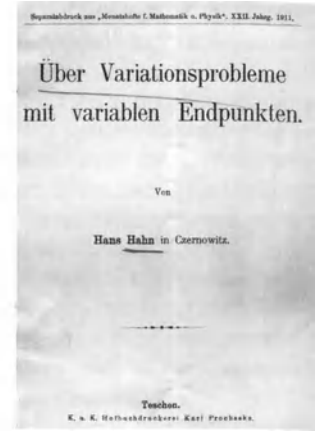 Separatabdruck aus „Monatshefte f. Mathematik u. Physik“, XXII. Jahrg. 1911.
Über Variationsprobleme
mit variablen Endpunkten.
Von
Hans Hahn in Czernowitz.
Teschen.
K. u. K. Hofbuchdruckerei Karl Prochaska.